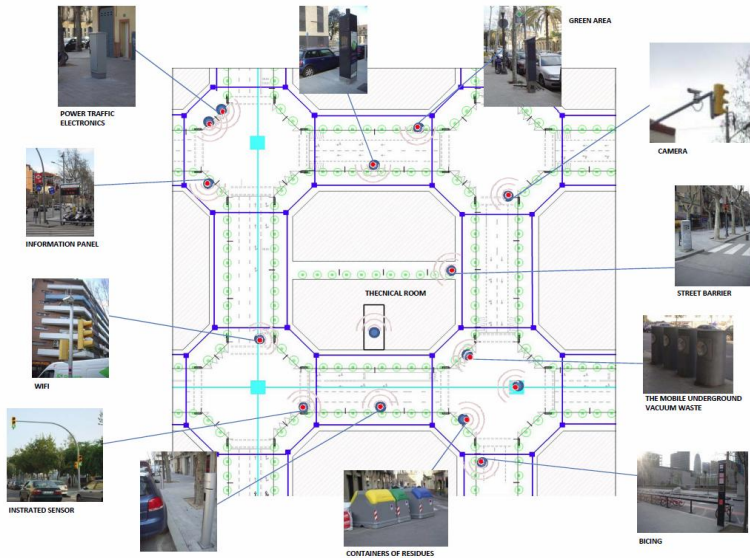 GREEN AREA
POWER TRAFFIC
ELECTRONICS
CAMERA
INFORMATION PANEL
STREET BARRIER
THECNICAL ROOM
WIFI
THE MOBILE UNDERGROUND
VACUUM WASTE
INSTRATED SENSOR
BICING
CONTAINERS OF RESIDUES